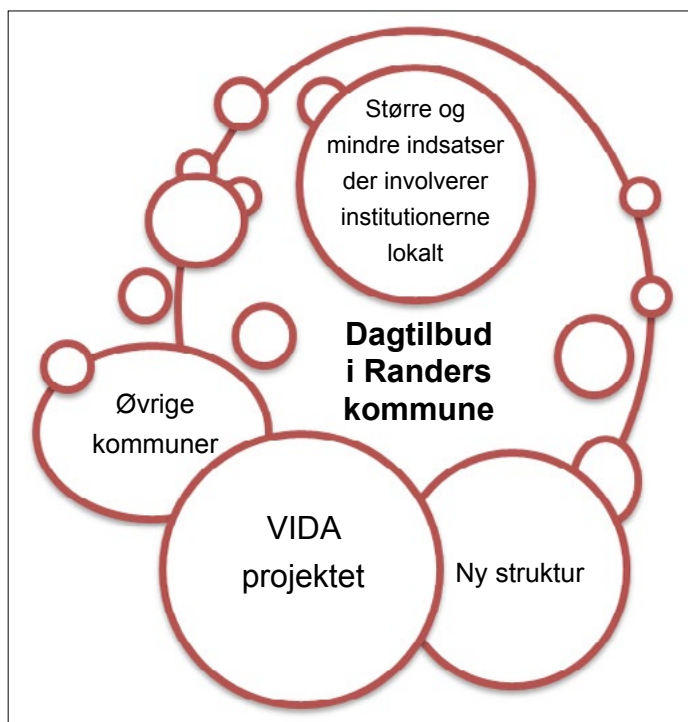 Større og
mindre indsatser
der involverer
institutionerne
lokalt
Dagtilbud
i Randers
kommune
Øvrige
kommuner
VIDA
projektet
Ny struktur